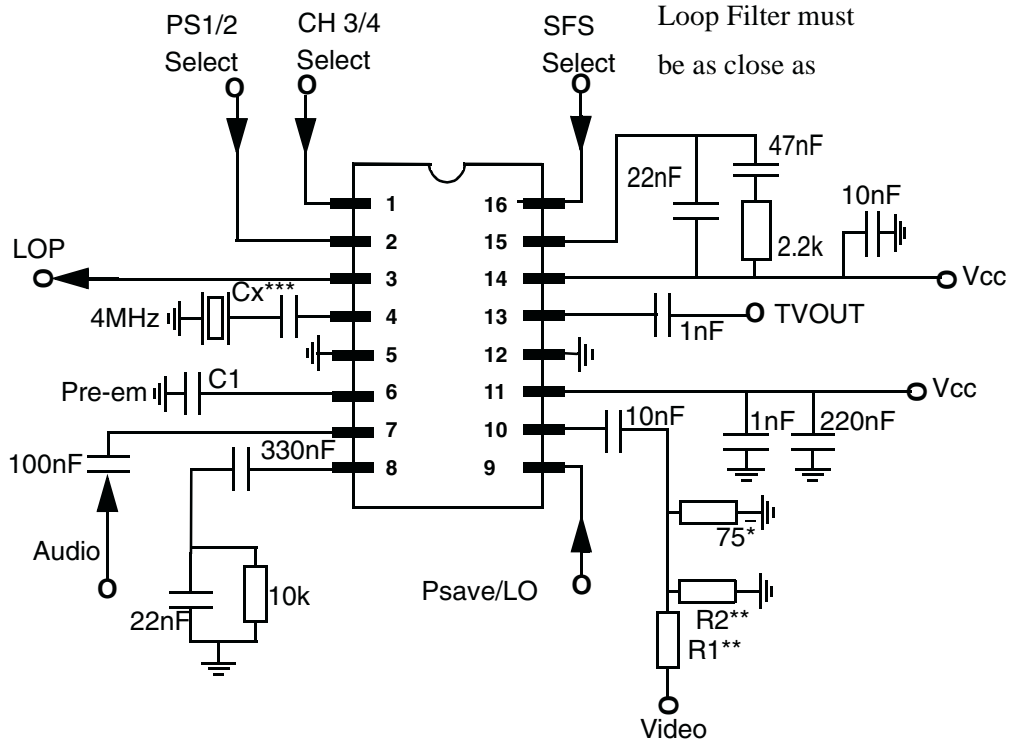 PS1/2
Select
CH 3/4
Select
SFS
Select
Loop Filter must
be as close as
47nF
22nF
10nF
2.2k
1
16
2
15
LOP
3
14
Vcc
Cx***
4MHz
4
13
1nF
TVOUT
5
12
Pre-em
C1
6
11
Vcc
7
10
10nF
1nF
220nF
100nF
330nF
8
9
75*
Audio
22nF
10k
Psave/LO
R2**
R1**
Video